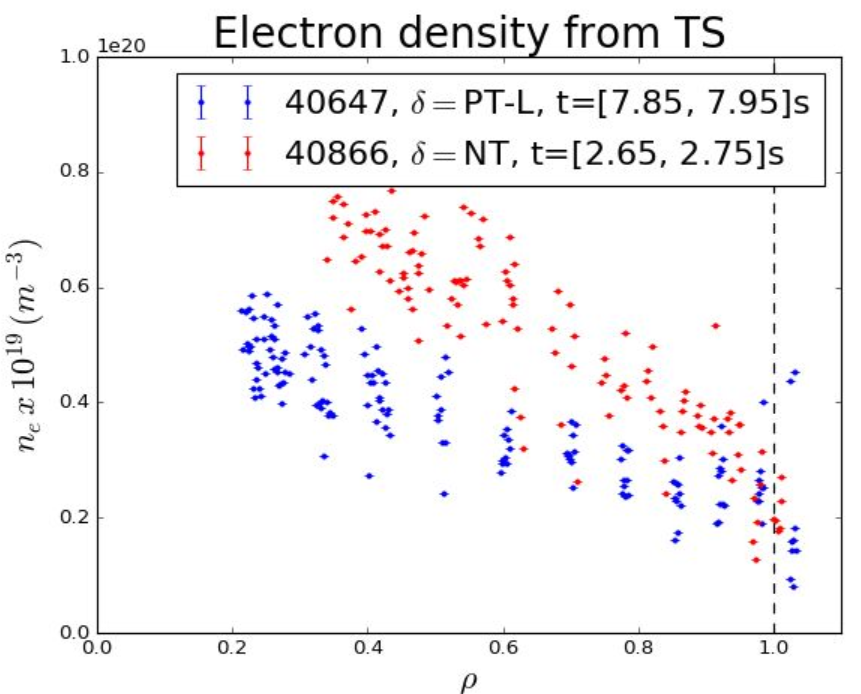 Electron density from TS
1e20
40647, δ = PT-L, t=[7.85, 7.95]s
40866, δ = NT, t=[2.65, 2.75]s
1.0
0.8
0.6
0.4
0.2
0.0
n_e x 10^{19} (m^{-3})
0.0 0.2 0.4 0.6 0.8 1.0
ρ